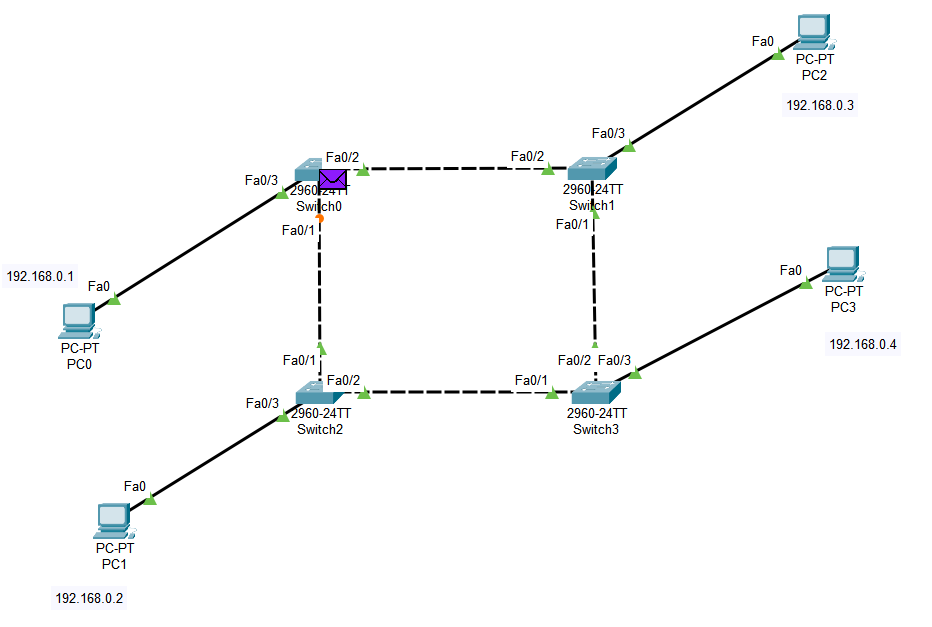 Fa0
PC-PT
PC2
192.168.0.3
Fa0/3
Fa0/2
Fa0/2
Fa0/3
2960-24TT
Switch0
2960-24TT
Switch1
Fa0/1
Fa0/1
192.168.0.1
Fa0
PC-PT
PC0
Fa0
PC-PT
PC3
192.168.0.4
Fa0/1
Fa0/2
Fa0/3
Fa0/2
Fa0/1
Fa0/3
2960-24TT
Switch2
2960-24TT
Switch3
Fa0
PC-PT
PC1
192.168.0.2